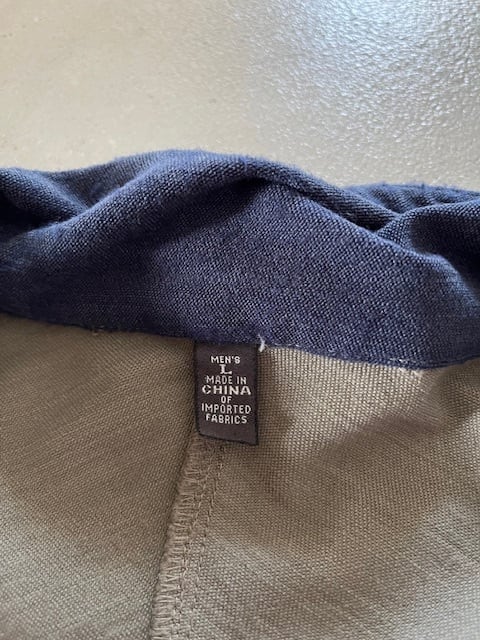 MEN'S
L
MADE IN
CHINA
OF
IMPORTED
FABRICS